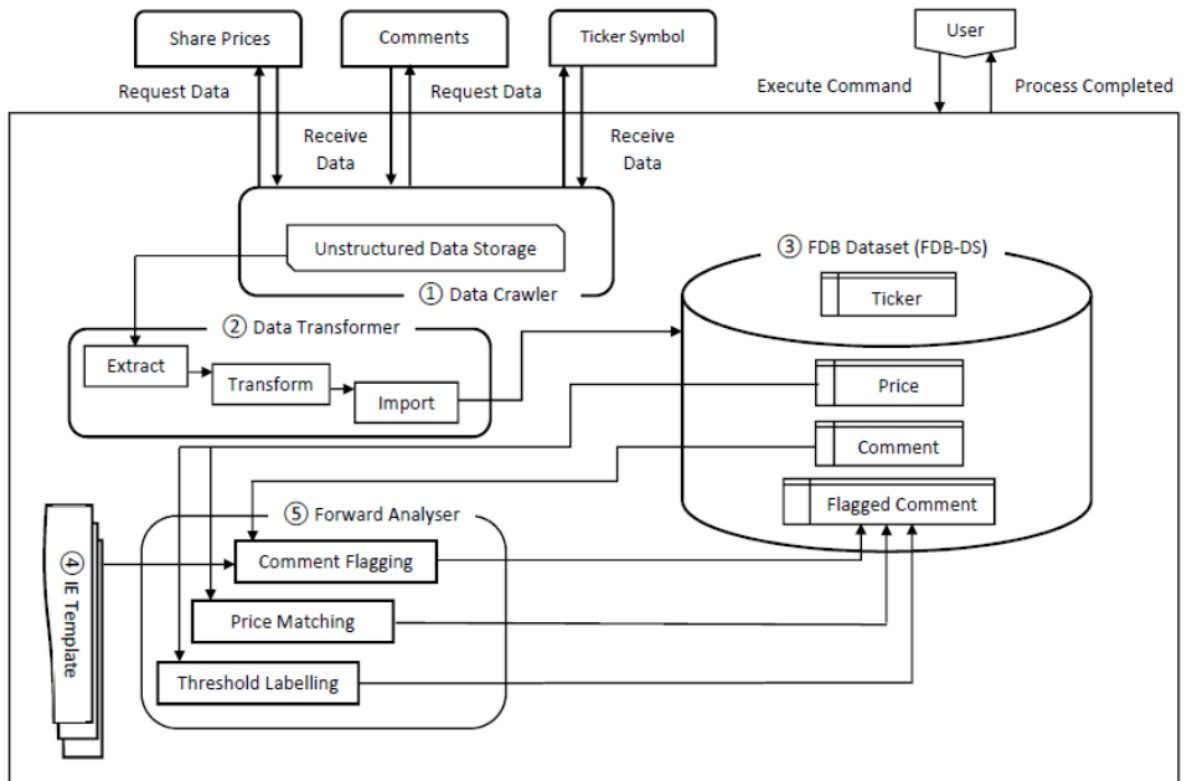 Share Prices
Comments
Ticker Symbol
User
Request Data
Request Data
Execute Command
Process Completed
Receive
Data
Receive
Data
Unstructured Data Storage
① Data Crawler
③ FDB Dataset (FDB-DS)
Ticker
② Data Transformer
Extract
Transform
Import
Price
Comment
Flagged Comment
⑤ Forward Analyser
④ IE Template
Comment Flagging
Price Matching
Threshold Labelling